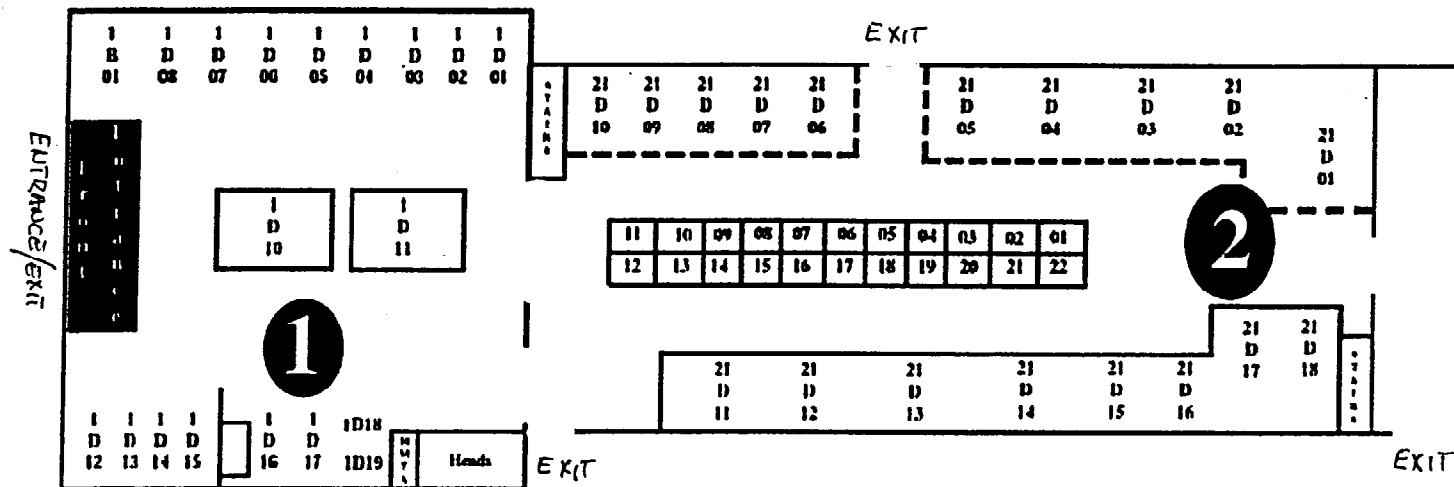 EXIT
1 1 1 1 1 1 1 1 1
B D D D D D D D D
01 08 07 06 05 04 03 02 01
STAIRS
21 21 21 21 21
D D D D D
10 09 08 07 06
21 21 21 21
D D D D
05 04 03 02
21
D
01
ENTRANCE/EXIT
1 1
D D
10 11
11 10 09 08 07 06 05 04 03 02 01
12 13 14 15 16 17 18 19 20 21 22
2
1
21 21
D D
17 18
STAIRS
21 21 21 21 21 21
D D D D D D
11 12 13 14 15 16
1 1 1 1
D D D D
12 13 14 15
1 1
D D
16 17
1D18
1D19
Heads
EXIT
EXIT